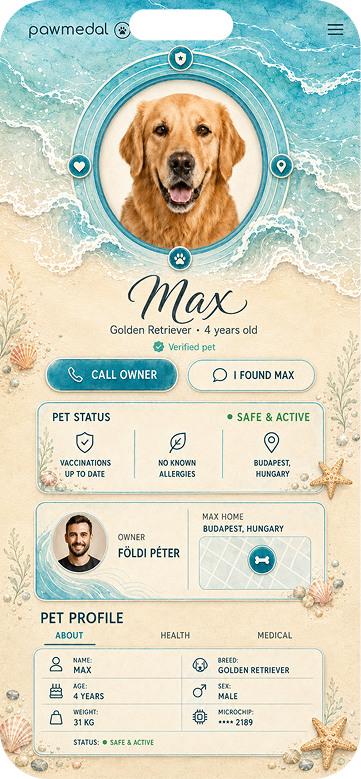 pawmedal
Max
Golden Retriever • 4 years old
Verified pet
CALL OWNER
I FOUND MAX
PET STATUS
● SAFE & ACTIVE
VACCINATIONS
UP TO DATE
NO KNOWN
ALLERGIES
BUDAPEST,
HUNGARY
OWNER
FÖLDI PÉTER
MAX HOME
BUDAPEST, HUNGARY
PET PROFILE
ABOUT
HEALTH
MEDICAL
NAME:
MAX
BREED:
GOLDEN RETRIEVER
AGE:
4 YEARS
SEX:
MALE
WEIGHT:
31 KG
MICROCHIP:
•••• 2189
STATUS: ● SAFE & ACTIVE